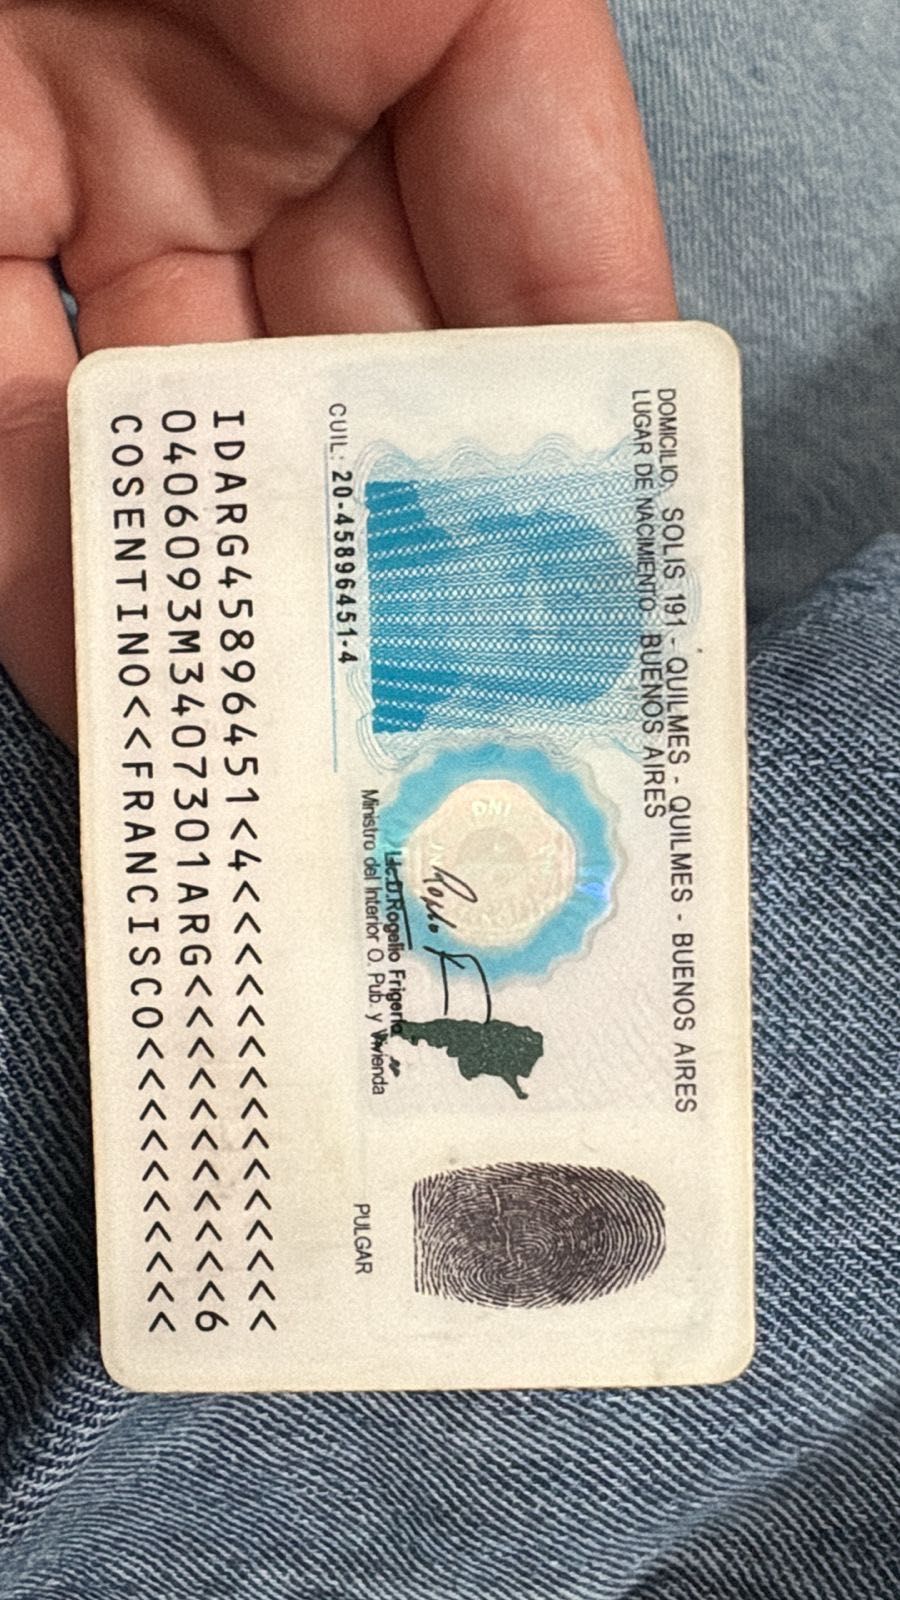 DOMICILIO: SOLIS 191 - QUILMES - QUILMES - BUENOS AIRES
LUGAR DE NACIMIENTO: BUENOS AIRES
CUIL: 20-45896451-4
Lic. Rogelio Frigerio
Ministro del Interior O. Pub. y Vivienda
PULGAR
IDARG45896451<4<<<<<<<<<<<<<<<
0406093M3407301ARG<<<<<<<<<<<6
COSENTINO<<FRANCISCO<<<<<<<<<<